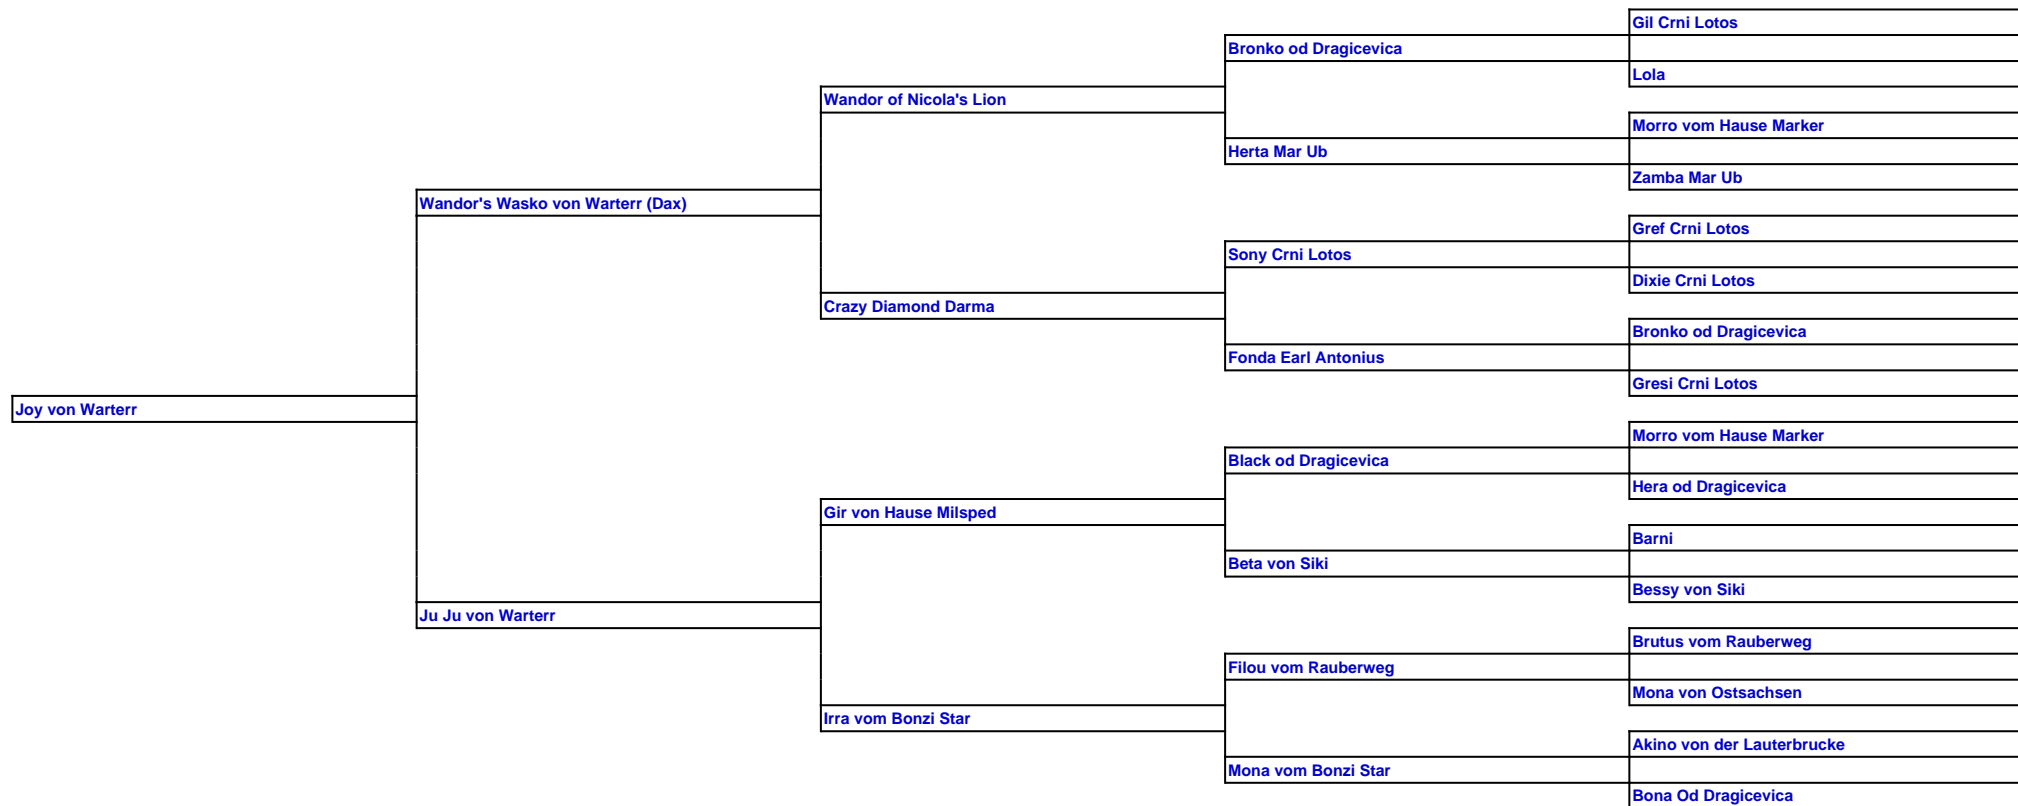 Gil Crni Lotos
Bronko od Dragicevica
Lola
Wandor of Nicola's Lion
Morro vom Hause Marker
Herta Mar Ub
Zamba Mar Ub
Wandor's Wasko von Warterr (Dax)
Gref Crni Lotos
Sony Crni Lotos
Dixie Crni Lotos
Crazy Diamond Darma
Bronko od Dragicevica
Fonda Earl Antonius
Gresi Crni Lotos
Joy von Warterr
Morro vom Hause Marker
Black od Dragicevica
Hera od Dragicevica
Gir von Hause Milsped
Barni
Beta von Siki
Bessy von Siki
Ju Ju von Warterr
Brutus vom Rauberweg
Filou vom Rauberweg
Mona von Ostsachsen
Irra vom Bonzi Star
Akino von der Lauterbrucke
Mona vom Bonzi Star
Bona Od Dragicevica